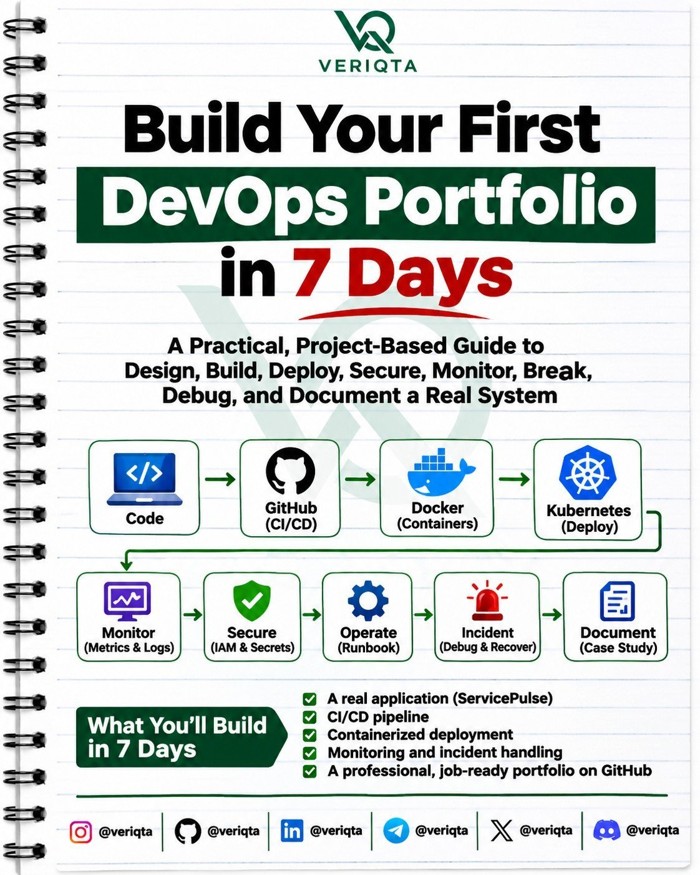 VERIQTA
Build Your First
DevOps Portfolio
in 7 Days
A Practical, Project-Based Guide to
Design, Build, Deploy, Secure, Monitor, Break,
Debug, and Document a Real System
</>
Code
GitHub
(CI/CD)
Docker
(Containers)
Kubernetes
(Deploy)
Monitor
(Metrics & Logs)
Secure
(IAM & Secrets)
Operate
(Runbook)
Incident
(Debug & Recover)
Document
(Case Study)
What You'll Build
in 7 Days
A real application (ServicePulse)
CI/CD pipeline
Containerized deployment
Monitoring and incident handling
A professional, job-ready portfolio on GitHub
@veriqta
@veriqta
@veriqta
@veriqta
@veriqta
@veriqta